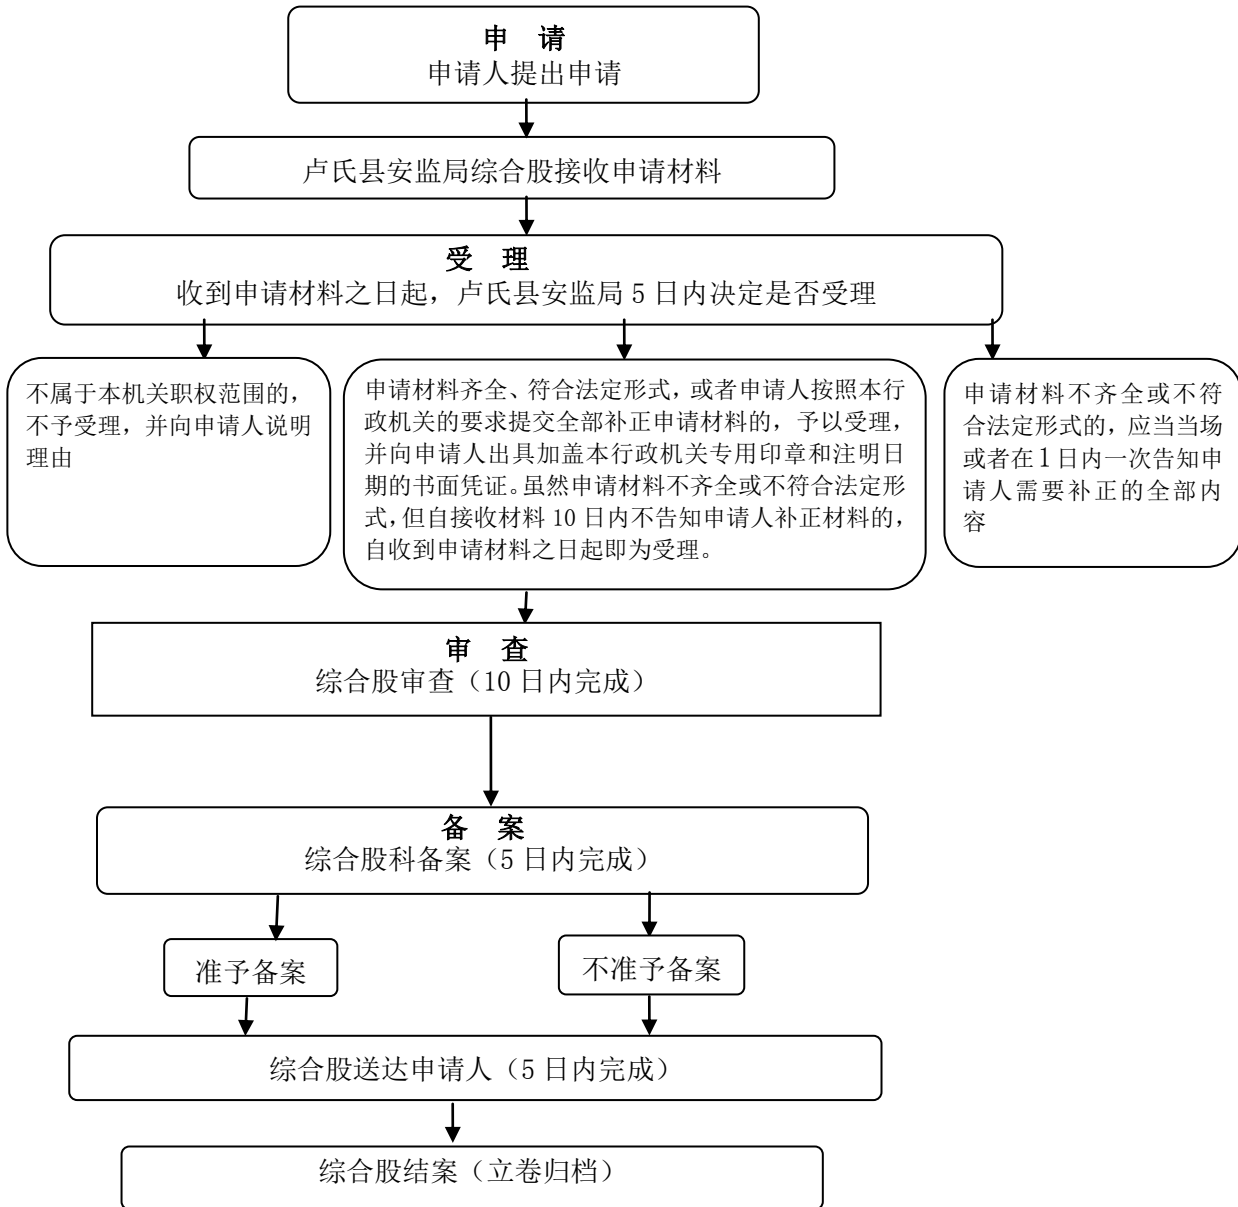 申 请
申请人提出申请
卢氏县安监局综合股接收申请材料
受 理
收到申请材料之日起，卢氏县安监局 5 日内决定是否受理
不属于本机关职权范围的，
不予受理，并向申请人说明
理由
申请材料齐全、符合法定形式，或者申请人按照本行
政机关的要求提交全部补正申请材料的，予以受理，
并向申请人出具加盖本行政机关专用印章和注明日
期的书面凭证。虽然申请材料不齐全或不符合法定形
式，但自接收材料 10 日内不告知申请人补正材料的，
自收到申请材料之日起即为受理。
申请材料不齐全或不符
合法定形式的，应当当场
或者在 1 日内一次告知申
请人需要补正的全部内
容
审 查
综合股审查（10 日内完成）
备 案
综合股科备案（5 日内完成）
准予备案
不准予备案
综合股送达申请人（5 日内完成）
综合股结案（立卷归档）